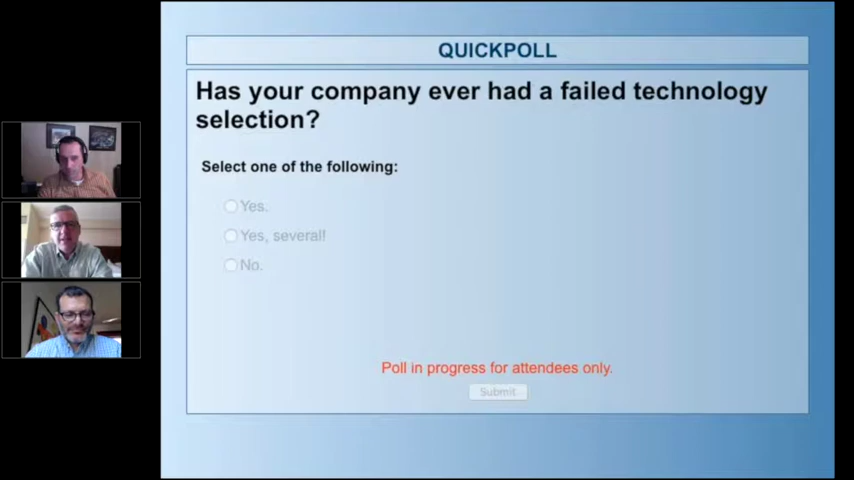 QUICKPOLL
Has your company ever had a failed technology
selection?
Select one of the following:
Yes.
Yes, several!
No.
Poll in progress for attendees only.
Submit